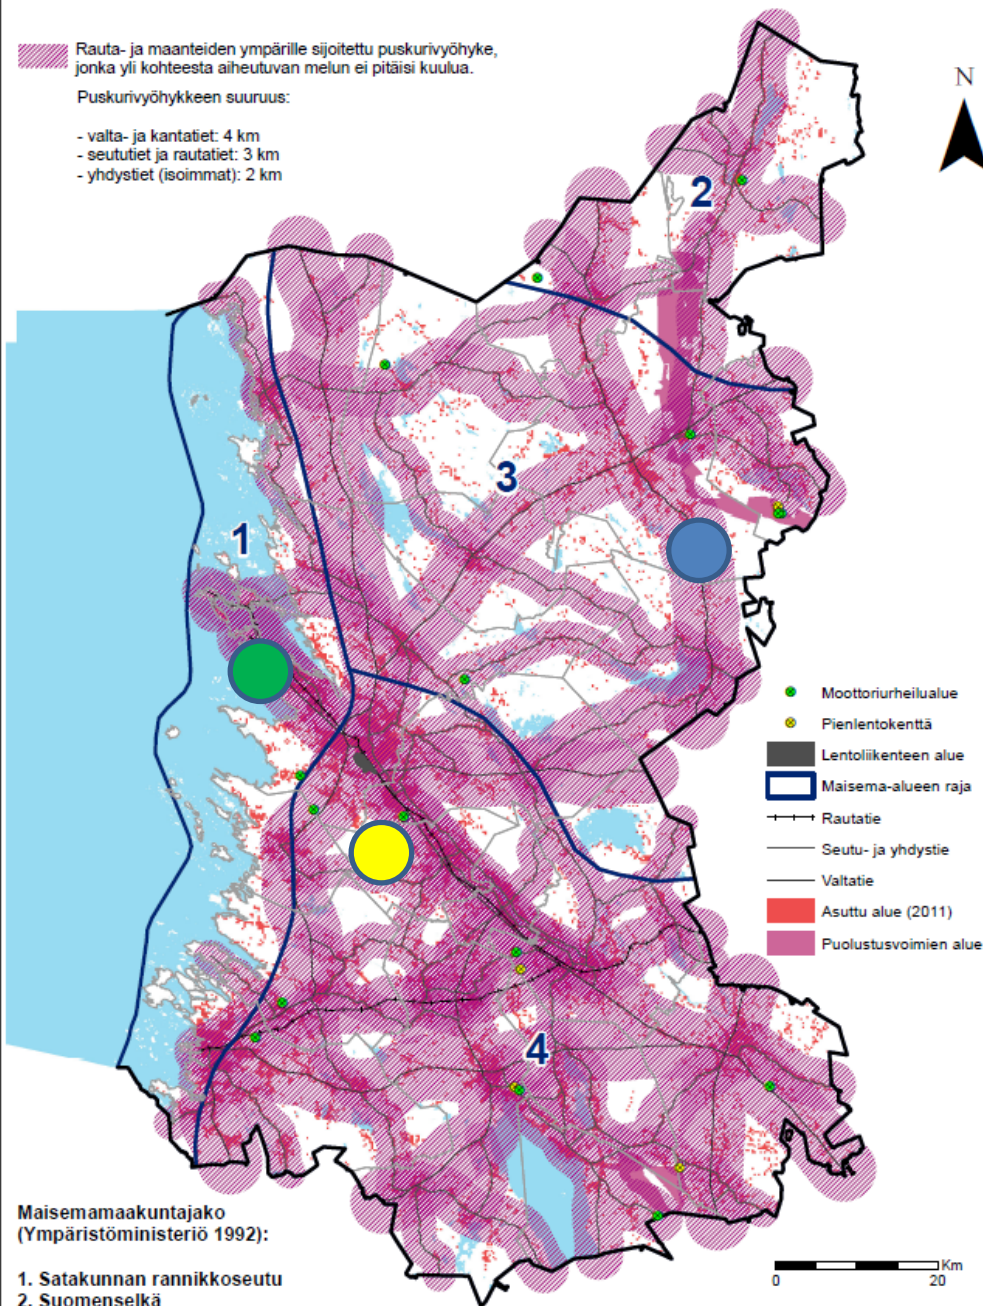 Rauta- ja maanteiden ympärille sijoitettu puskurivyöhyke,
jonka yli kohteesta aiheutuvan melun ei pitäisi kuulua.
Puskurivyöhykkeen suuruus:
- valta- ja kantatiet: 4 km
- seututiet ja rautatiet: 3 km
- yhdystiet (isoimmat): 2 km
N
2
3
1
4
Moottoriurheilualue
Pienlentokenttä
Lentoliikenteen alue
Maisema-alueen raja
Rautatie
Seutu- ja yhdystie
Valtatie
Asuttu alue (2011)
Puolustusvoimien alue
Maisemamaakuntajako
(Ympäristöministeriö 1992):
1. Satakunnan rannikkoseutu
2. Suomenselkä
Km
0 20